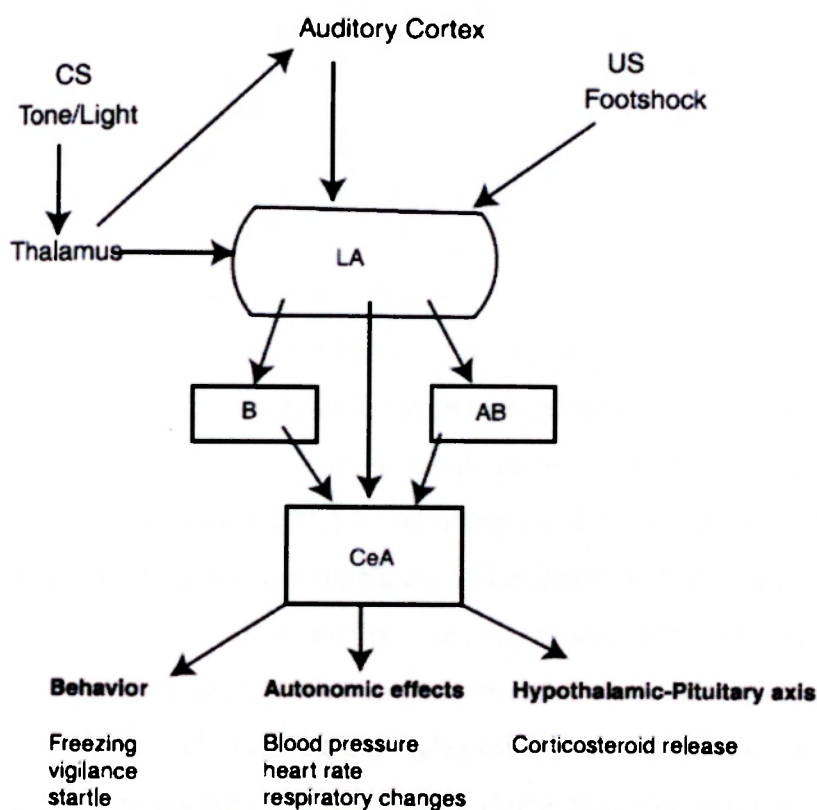 Auditory Cortex
CS
Tone/Light
US
Footshock
Thalamus
LA
B
AB
CeA
Behavior
Autonomic effects
Hypothalamic-Pituitary axis
Freezing
vigilance
startle
Blood pressure
heart rate
respiratory changes
Corticosteroid release